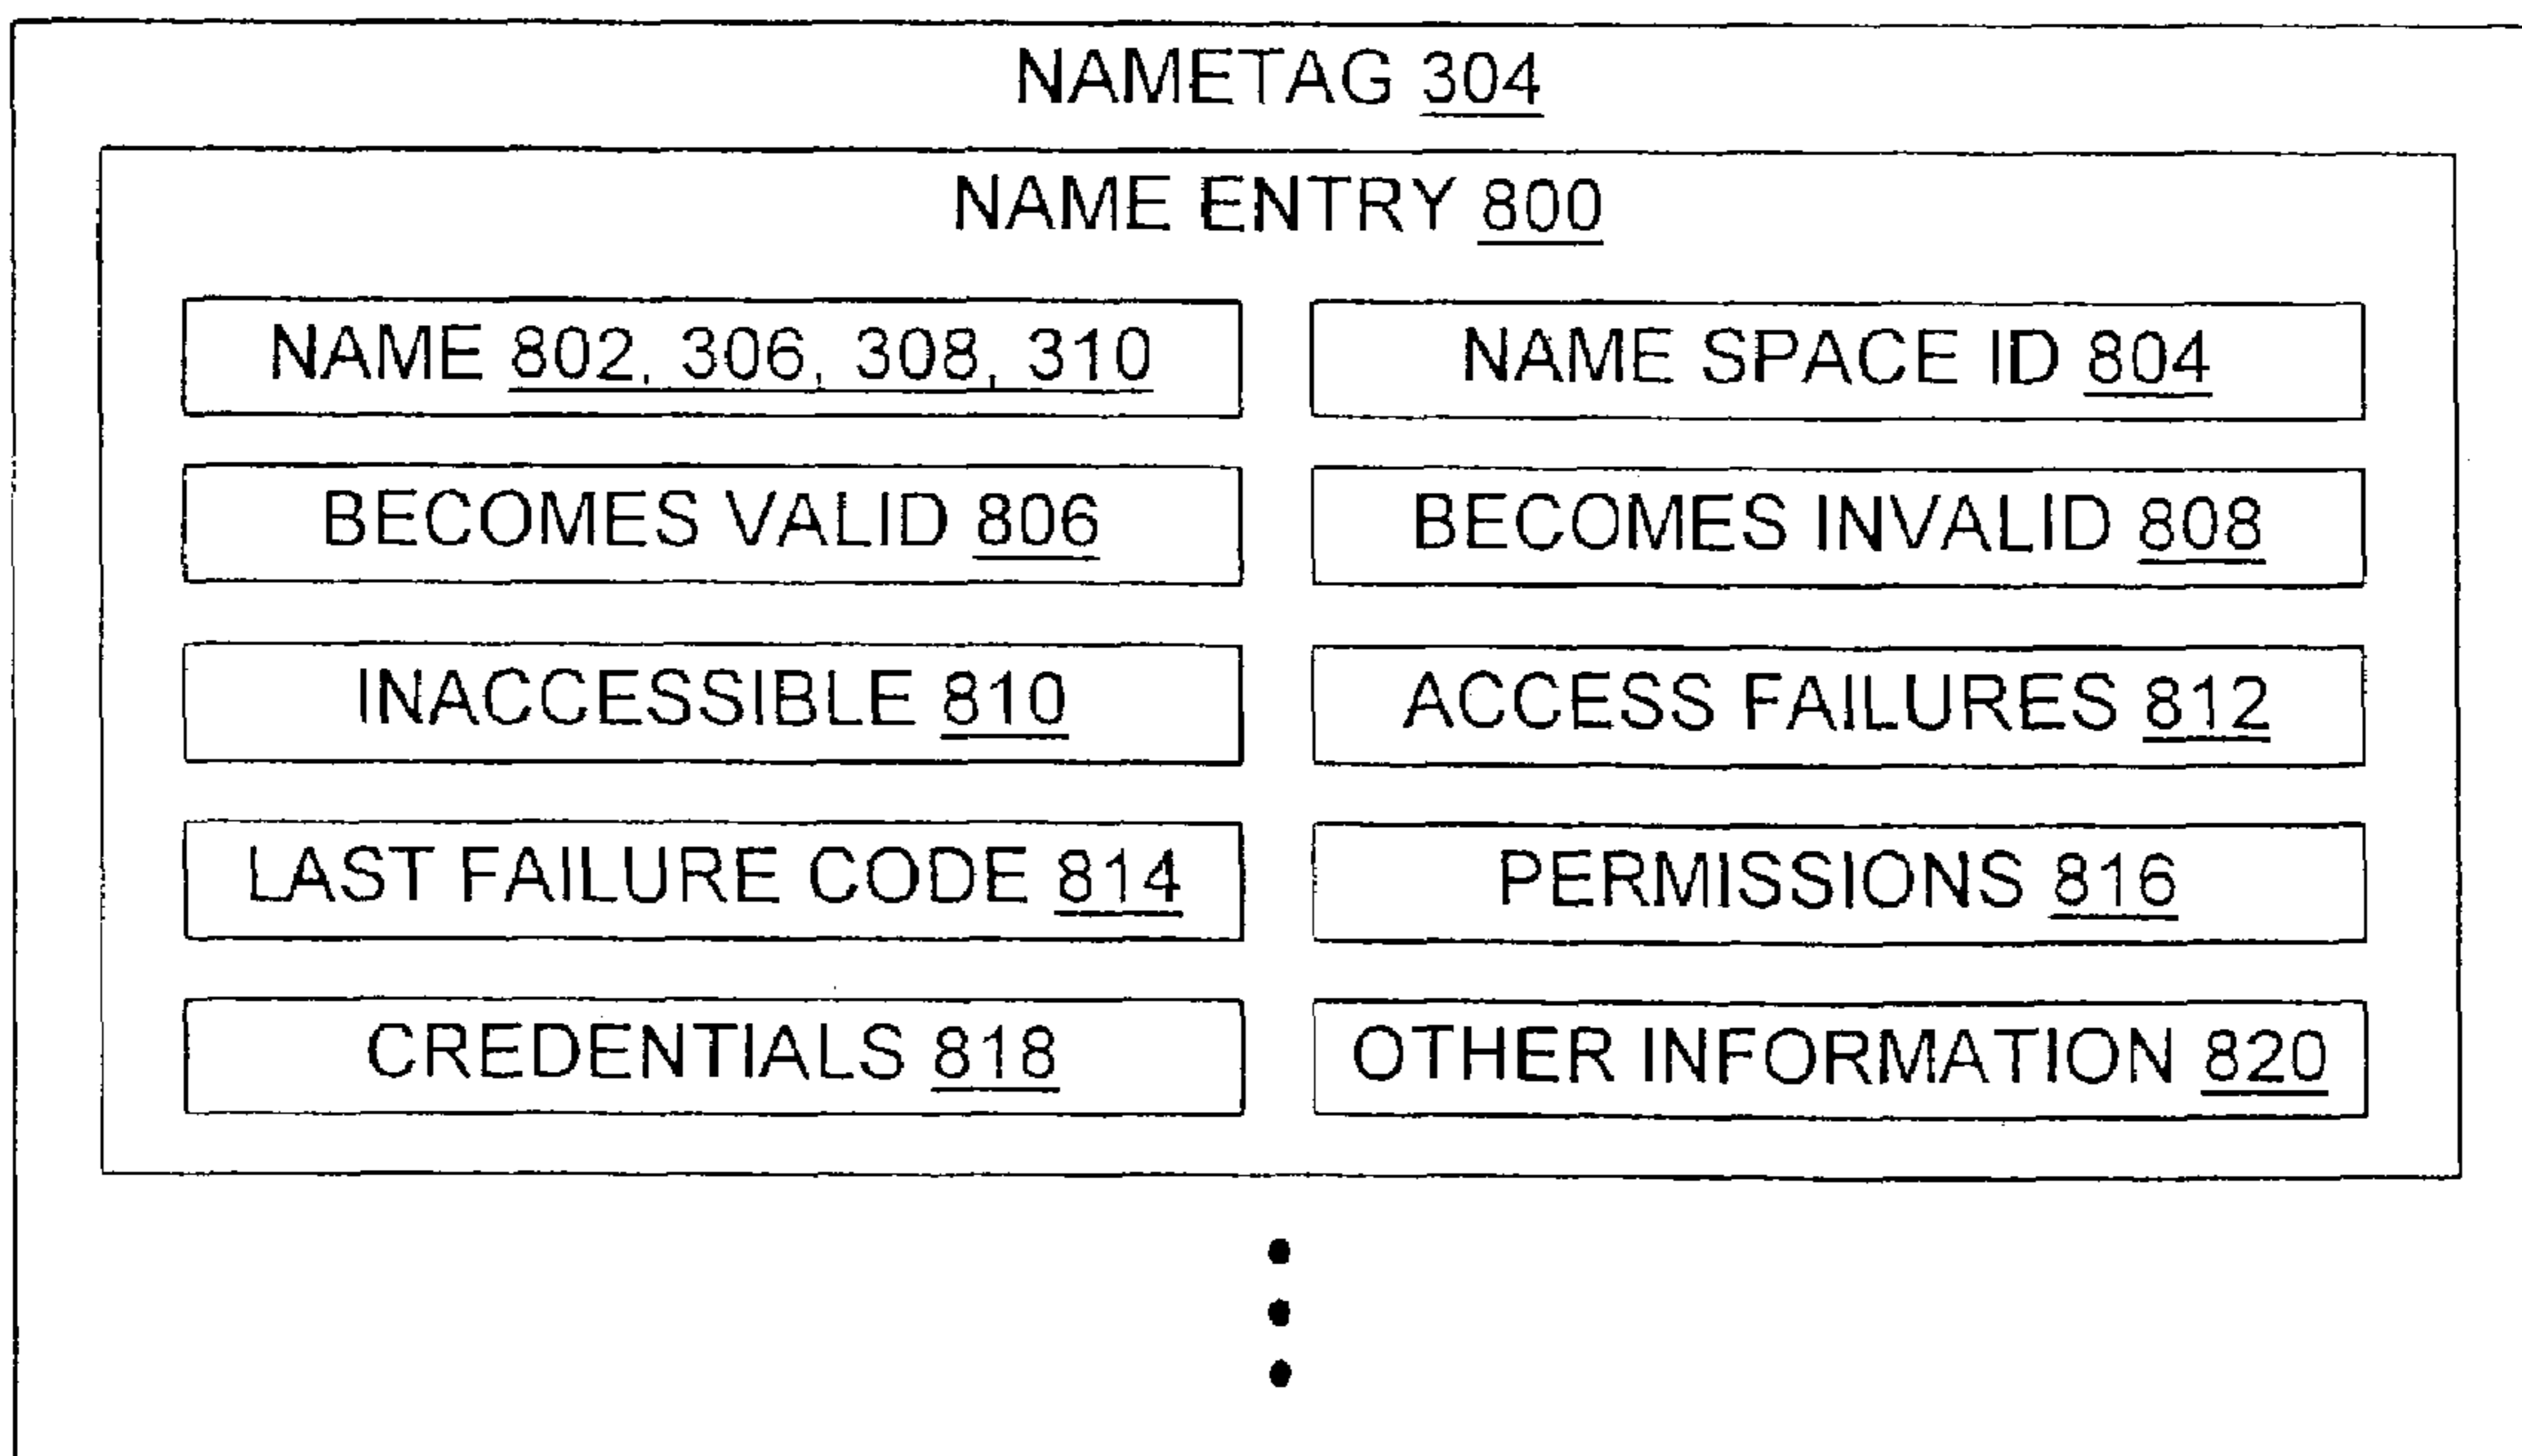 NAMETAG 304
NAME ENTRY 800
NAME 802, 306, 308, 310
NAME SPACE ID 804
BECOMES VALID 806
BECOMES INVALID 808
INACCESSIBLE 810
ACCESS FAILURES 812
LAST FAILURE CODE 814
PERMISSIONS 816
CREDENTIALS 818
OTHER INFORMATION 820